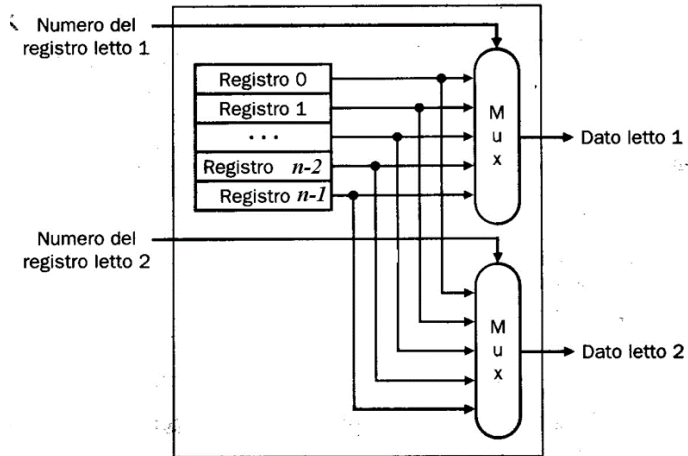 Numero del
registro letto 1
Registro 0
Registro 1
...
Registro n-2
Registro n-1
M
u
x
Dato letto 1
Numero del
registro letto 2
M
u
x
Dato letto 2